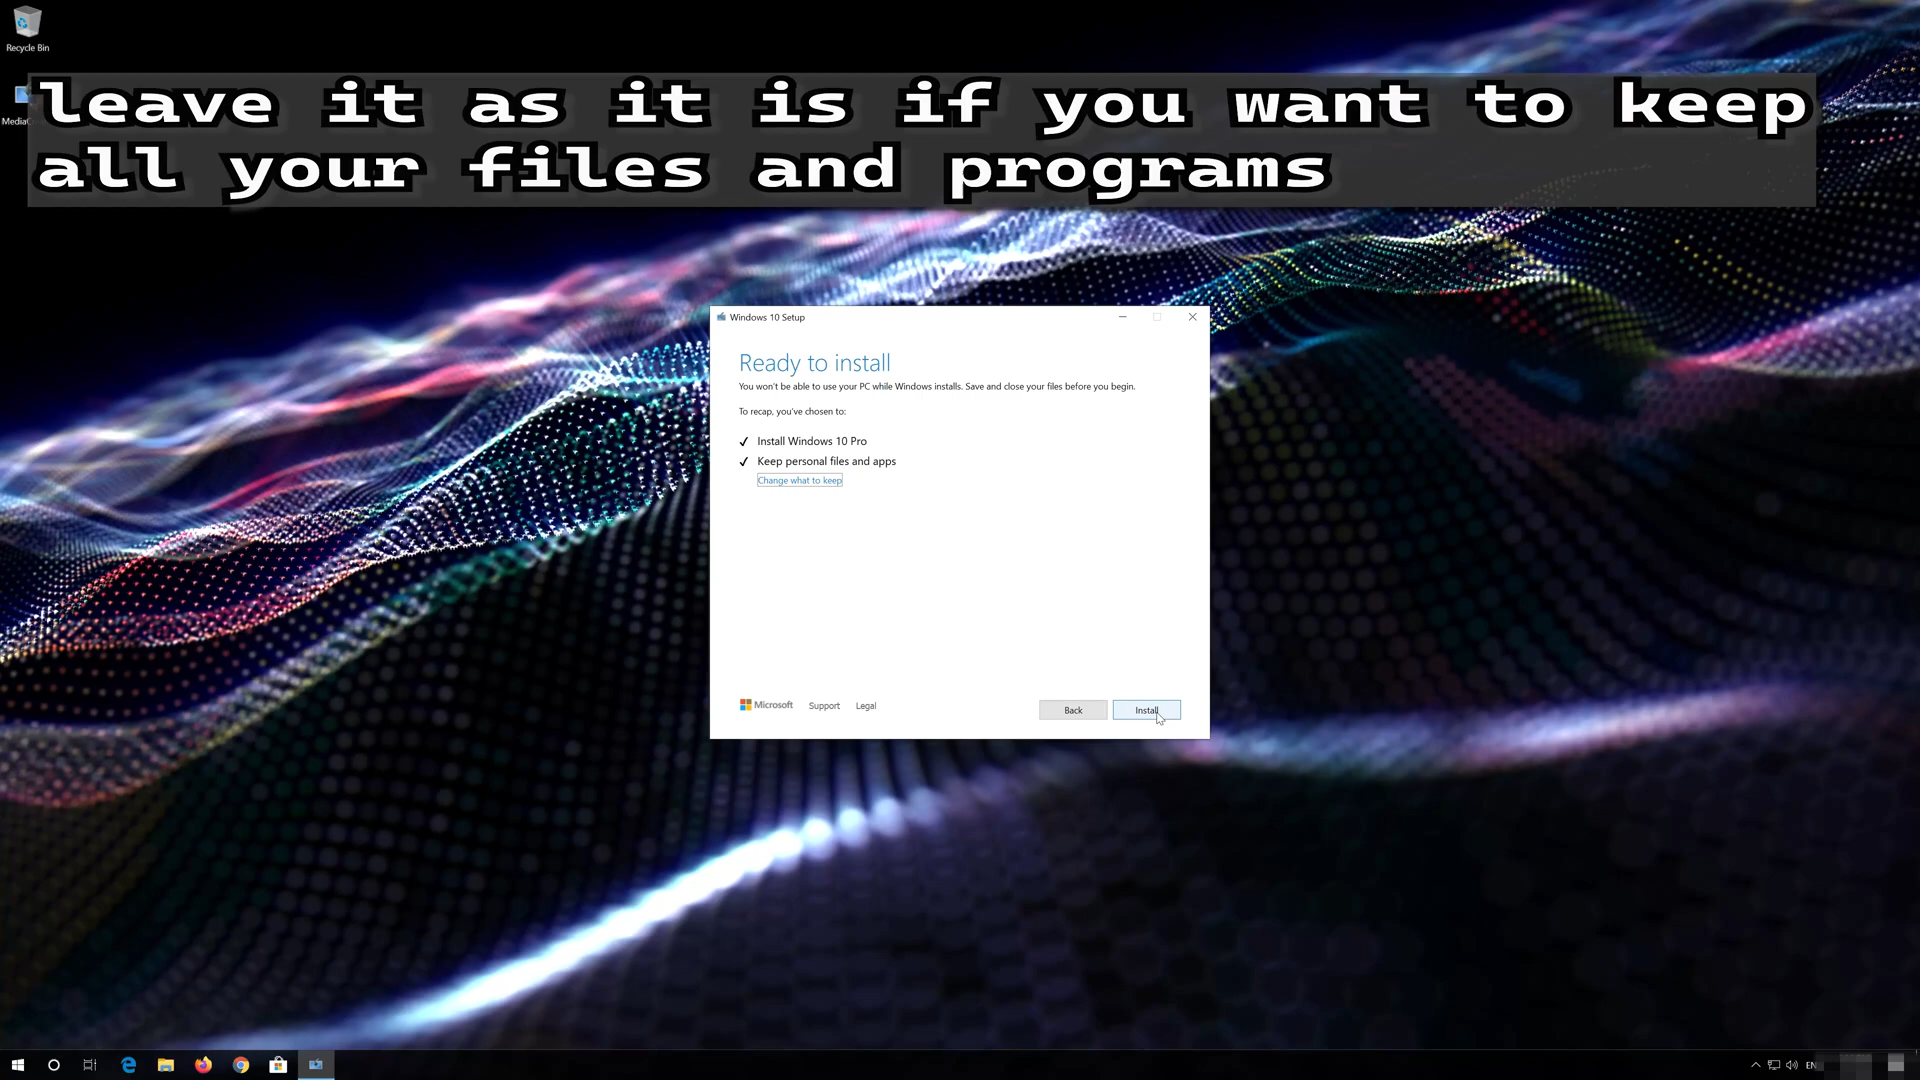 Recycle Bin
leave it as it is if you want to keep
all your files and programs
Windows 10 Setup
Ready to install
You won't be able to use your PC while Windows installs. Save and close your files before you begin.
To recap, you've chosen to:
Install Windows 10 Pro
Keep personal files and apps
Change what to keep
Microsoft Support Legal
Back Install
EN